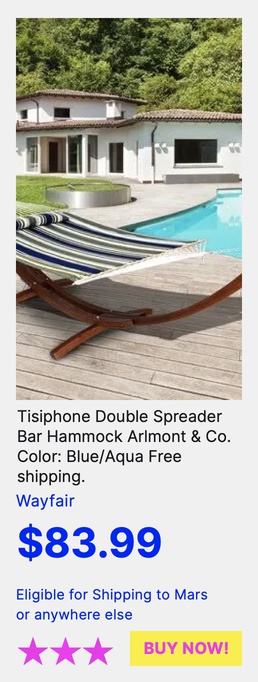 Tisiphone Double Spreader
Bar Hammock Arlmont & Co.
Color: Blue/Aqua Free
shipping.
Wayfair
$83.99
Eligible for Shipping to Mars
or anywhere else
BUY NOW!